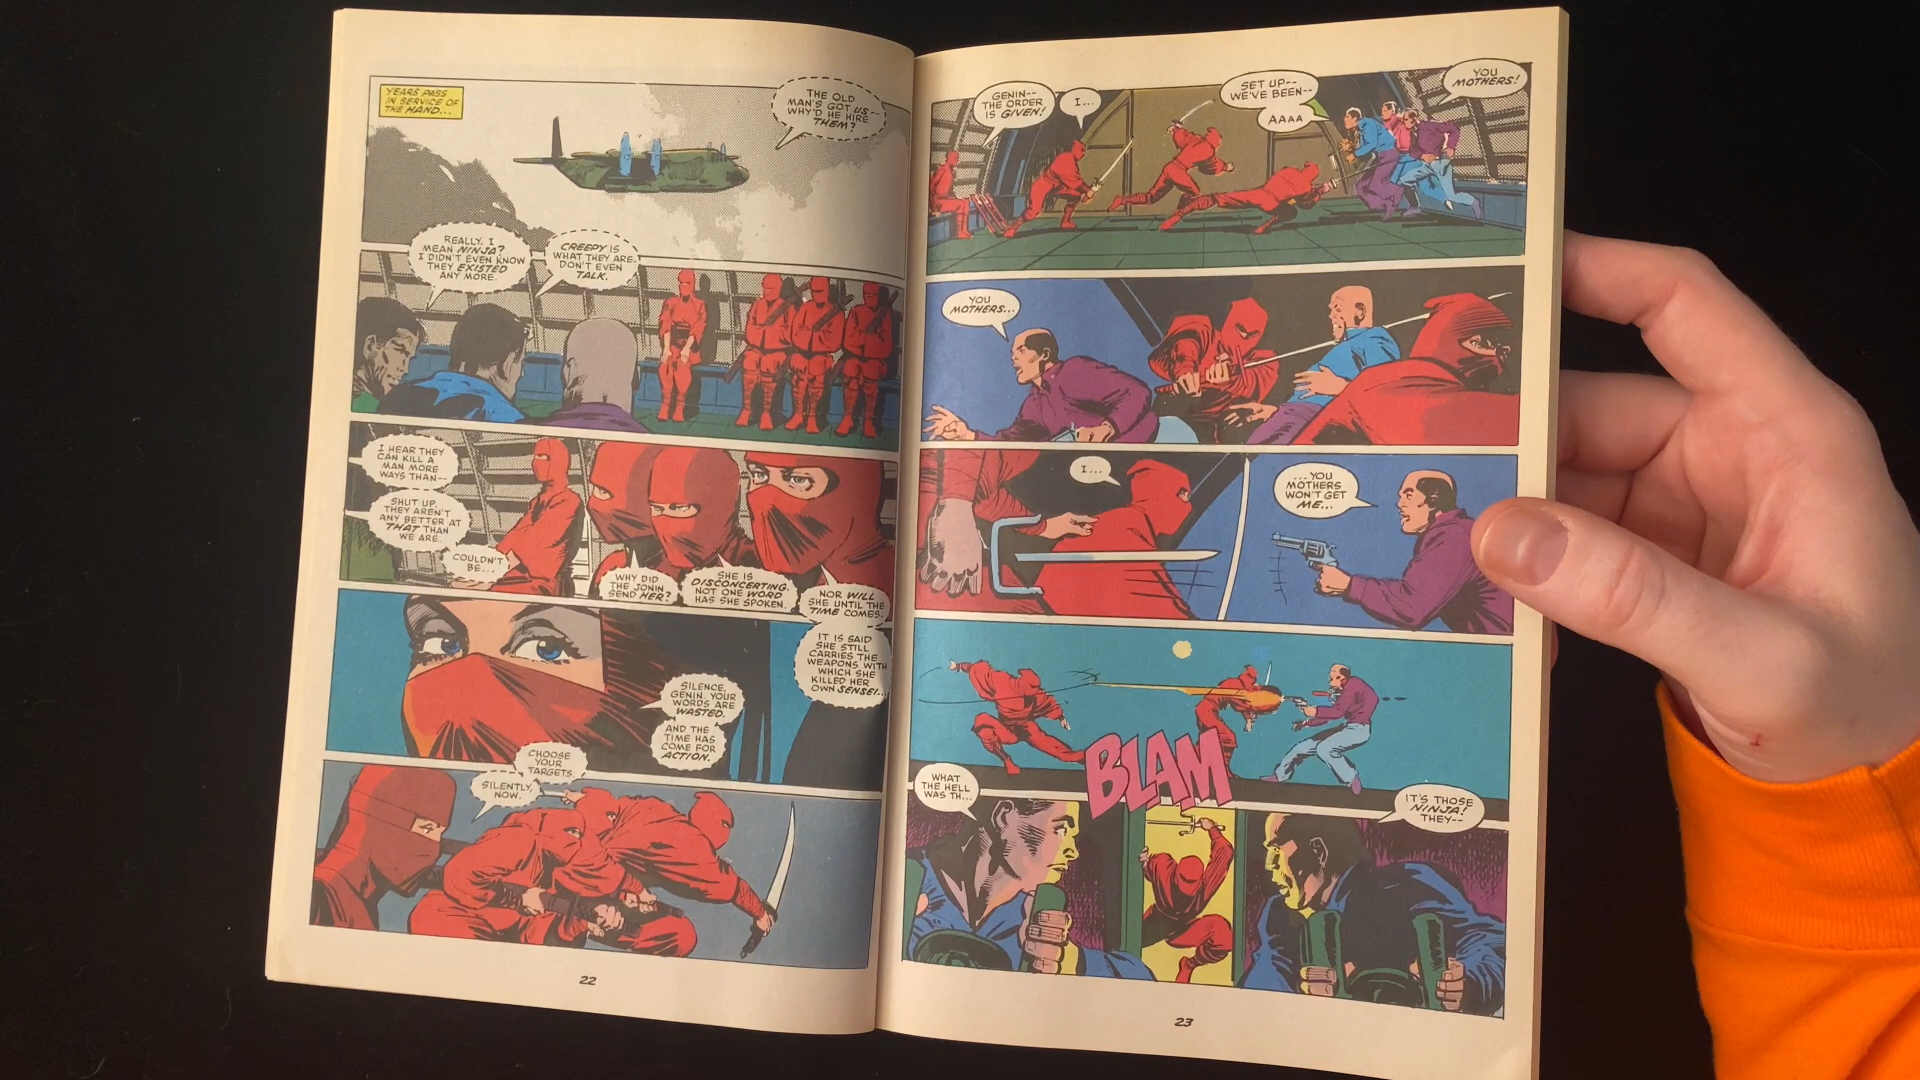 YEARS PASS
IN SERVICE OF
THE HAND...
THE OLD
MAN'S GOT US--
WHY'D HE HIRE
THEM?
REALLY. I
MEAN NINJA?
I DIDN'T EVEN KNOW
THEY EXISTED
ANY MORE.
CREEPY IS
WHAT THEY ARE.
DON'T EVEN
TALK.
I HEAR THEY
CAN KILL A
MAN MORE
WAYS THAN--
SHUT UP.
THEY AREN'T
ANY BETTER AT
THAT THAN
WE ARE.
COULDN'T
BE...
WHY DID
THE JONIN
SEND HER?
SHE IS
DISCONCERTING.
NOT ONE WORD
HAS SHE SPOKEN.
NOR WILL
SHE UNTIL THE
TIME COMES.
IT IS SAID
SHE STILL
CARRIES THE
WEAPONS WITH
WHICH SHE
KILLED HER
OWN SENSEI...
SILENCE,
GENIN. YOUR
WORDS ARE
WASTED.
AND THE
TIME HAS
COME FOR
ACTION.
CHOOSE
YOUR
TARGETS.
SILENTLY,
NOW.
22
GENIN--
THE ORDER
IS GIVEN!
I...
SET UP--
WE'VE BEEN--
AAAA
YOU
MOTHERS!
YOU
MOTHERS...
I...
...YOU
MOTHERS
WON'T GET
ME...
BLAM
WHAT
THE HELL
WAS TH...
IT'S THOSE
NINJA!
THEY--
23